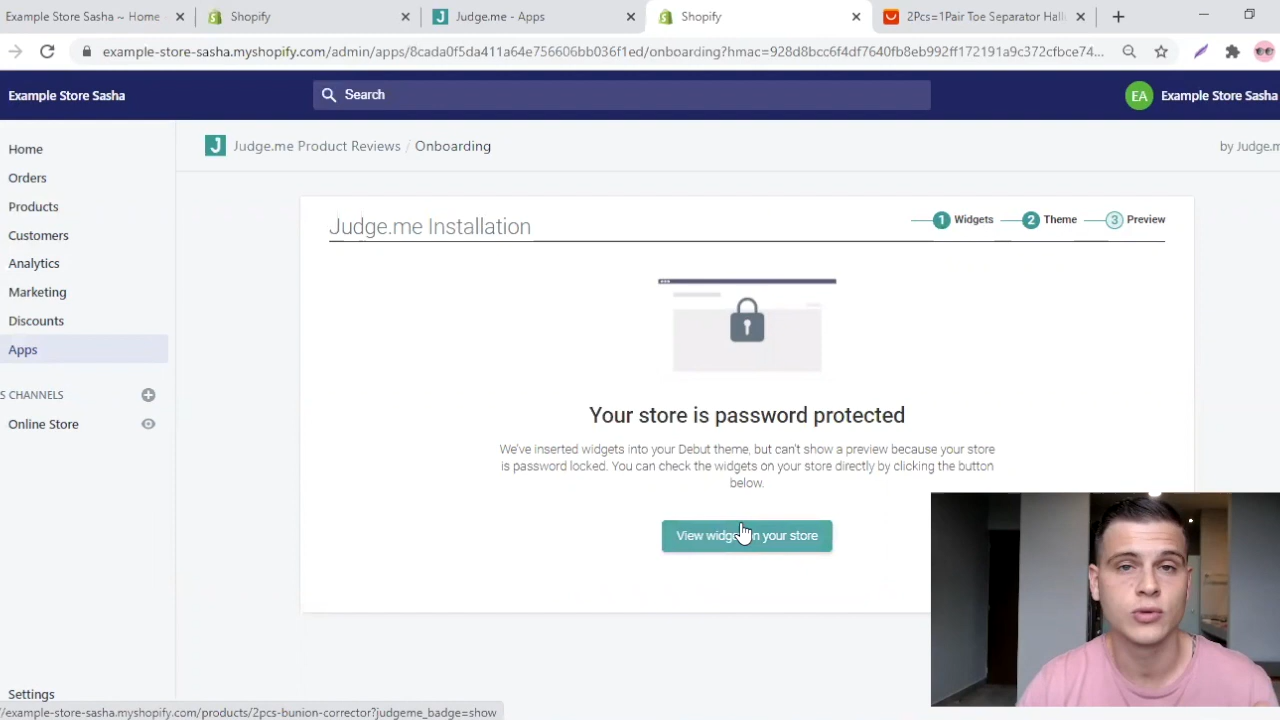 Example Store Sasha ~ Home
Shopify
Judge.me - Apps
Shopify
2Pcs=1Pair Toe Separator Hall
example-store-sasha.myshopify.com/admin/apps/8cada0f5da411a64e756606bb036f1ed/onboarding?hmac=928d8bcc6f4df7640fb8eb992ff172191a9c372cfbce74...
Example Store Sasha
Search
EA
Example Store Sasha
Home
Orders
Products
Customers
Analytics
Marketing
Discounts
Apps
S CHANNELS
Online Store
Settings
J Judge.me Product Reviews / Onboarding
by Judge.m
Judge.me Installation
1 Widgets
2 Theme
3 Preview
Your store is password protected
We've inserted widgets into your Debut theme, but can't show a preview because your store
is password locked. You can check the widgets on your store directly by clicking the button
below.
View widg n your store
/example-store-sasha.myshopify.com/products/2pcs-bunion-corrector?judgeme_badge=show